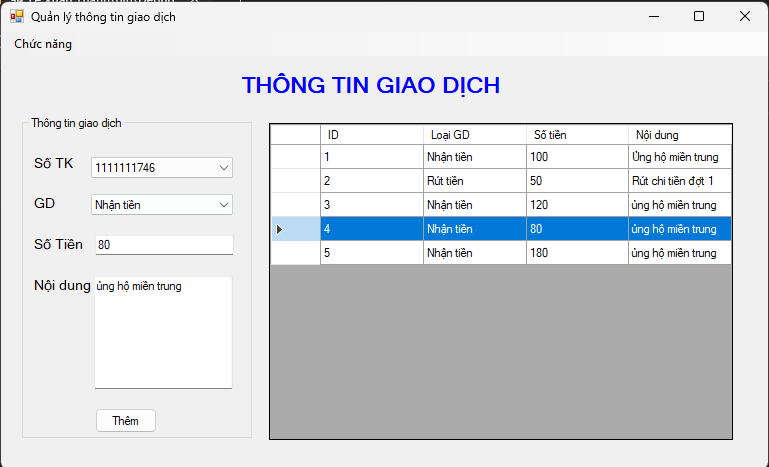 Quản lý thông tin giao dịch
Chức năng
THÔNG TIN GIAO DỊCH
Thông tin giao dịch
Số TK 1111111746
GD Nhận tiền
Số Tiền 80
Nội dung ủng hộ miền trung
Thêm
ID Loại GD Số tiền Nội dung
1 Nhận tiền 100 Ủng hộ miền trung
2 Rút tiền 50 Rút chi tiền đợt 1
3 Nhận tiền 120 ủng hộ miền trung
4 Nhận tiền 80 ủng hộ miền trung
5 Nhận tiền 180 ủng hộ miền trung